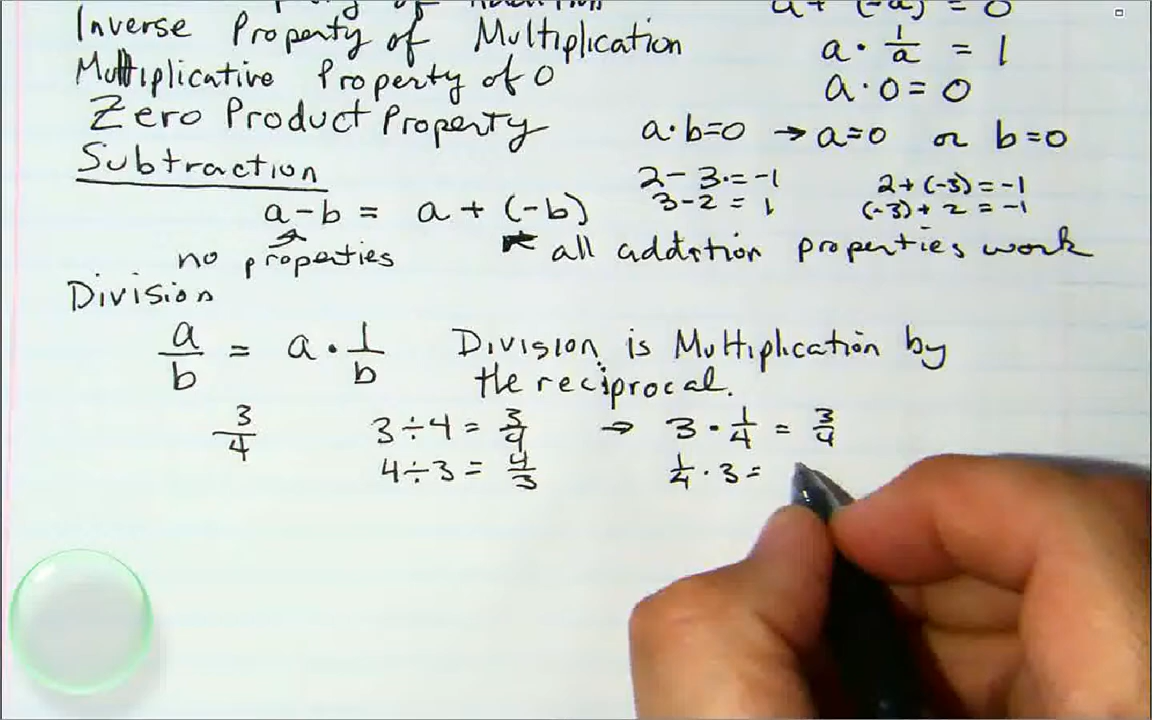 a + (-a) = 0
Inverse Property of Multiplication a · 1/a = 1
Multiplicative Property of 0 a · 0 = 0
Zero Product Property a · b = 0 → a = 0 or b = 0
Subtraction 2 - 3 = -1 2 + (-3) = -1
3 - 2 = 1 (-3) + 2 = -1
a - b = a + (-b)
no properties * all addition properties work
Division
a/b = a · 1/b Division is Multiplication by
the reciprocal.
3/4 3 ÷ 4 = 3/4 → 3 · 1/4 = 3/4
4 ÷ 3 = 4/3 1/4 · 3 =